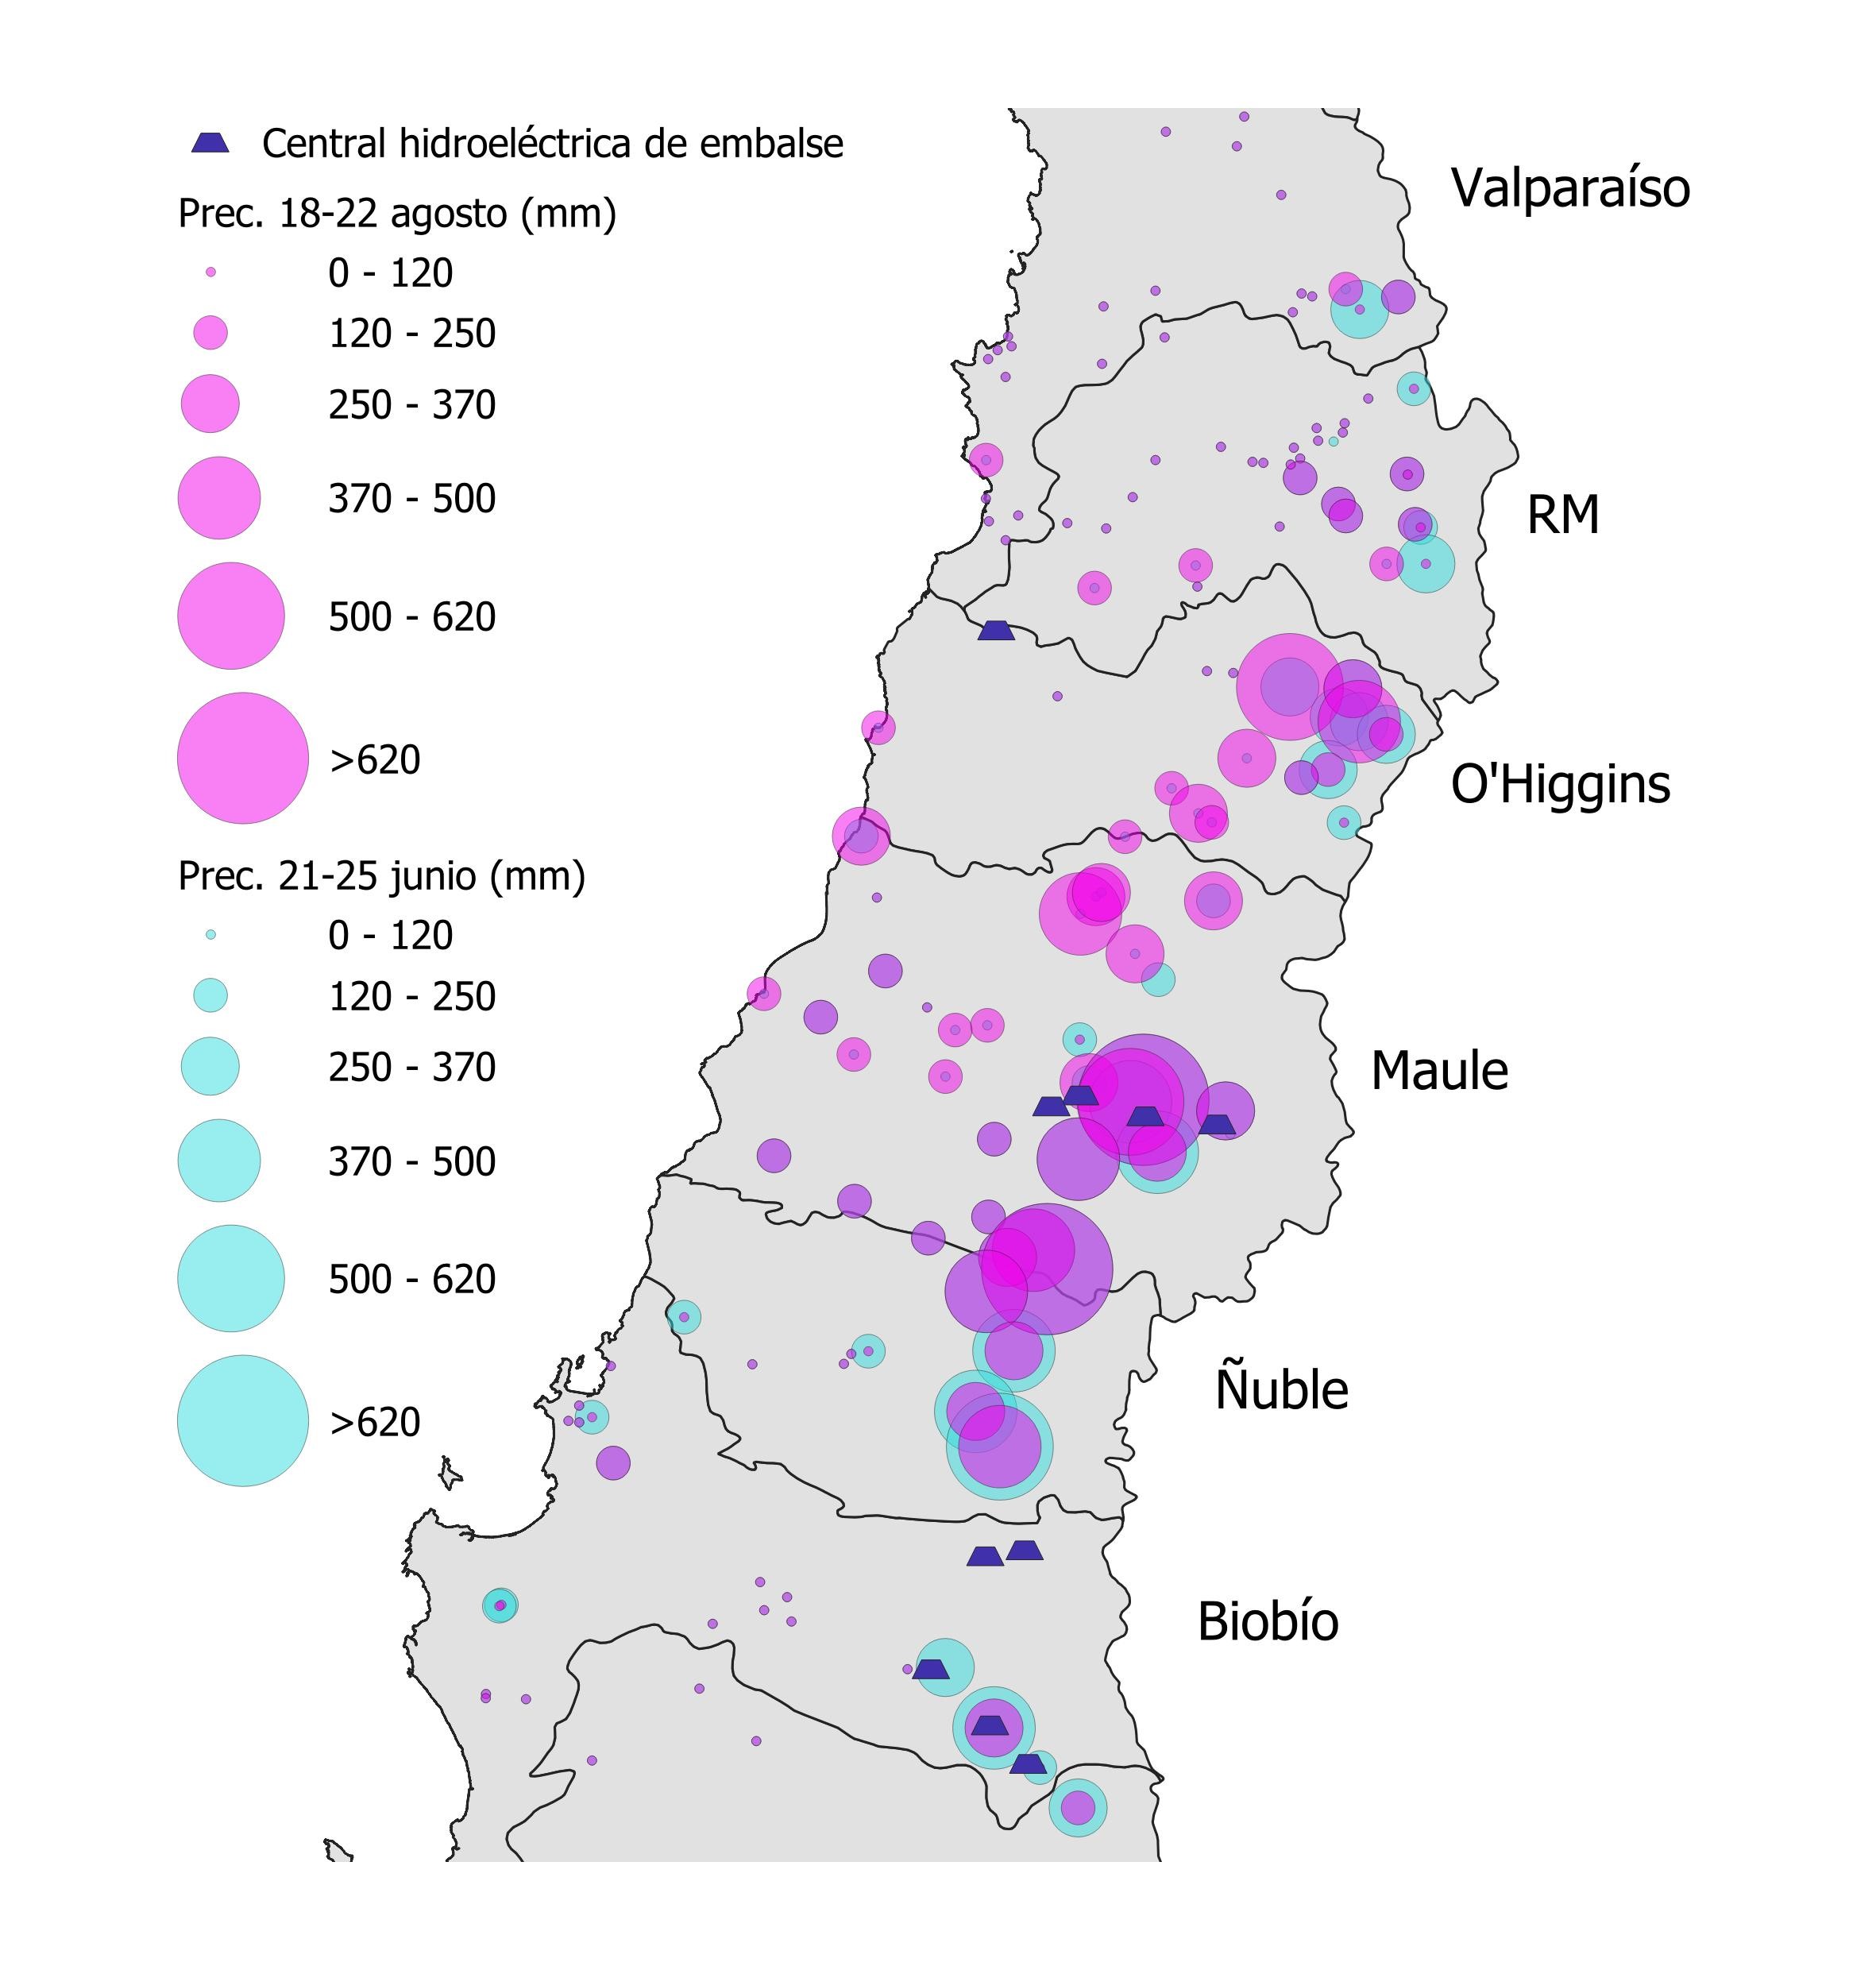 Central hidroeléctrica de embalse
Prec. 18-22 agosto (mm)
0 - 120
120 - 250
250 - 370
370 - 500
500 - 620
>620
Prec. 21-25 junio (mm)
0 - 120
120 - 250
250 - 370
370 - 500
500 - 620
>620
Valparaíso
RM
O'Higgins
Maule
Ñuble
Biobío